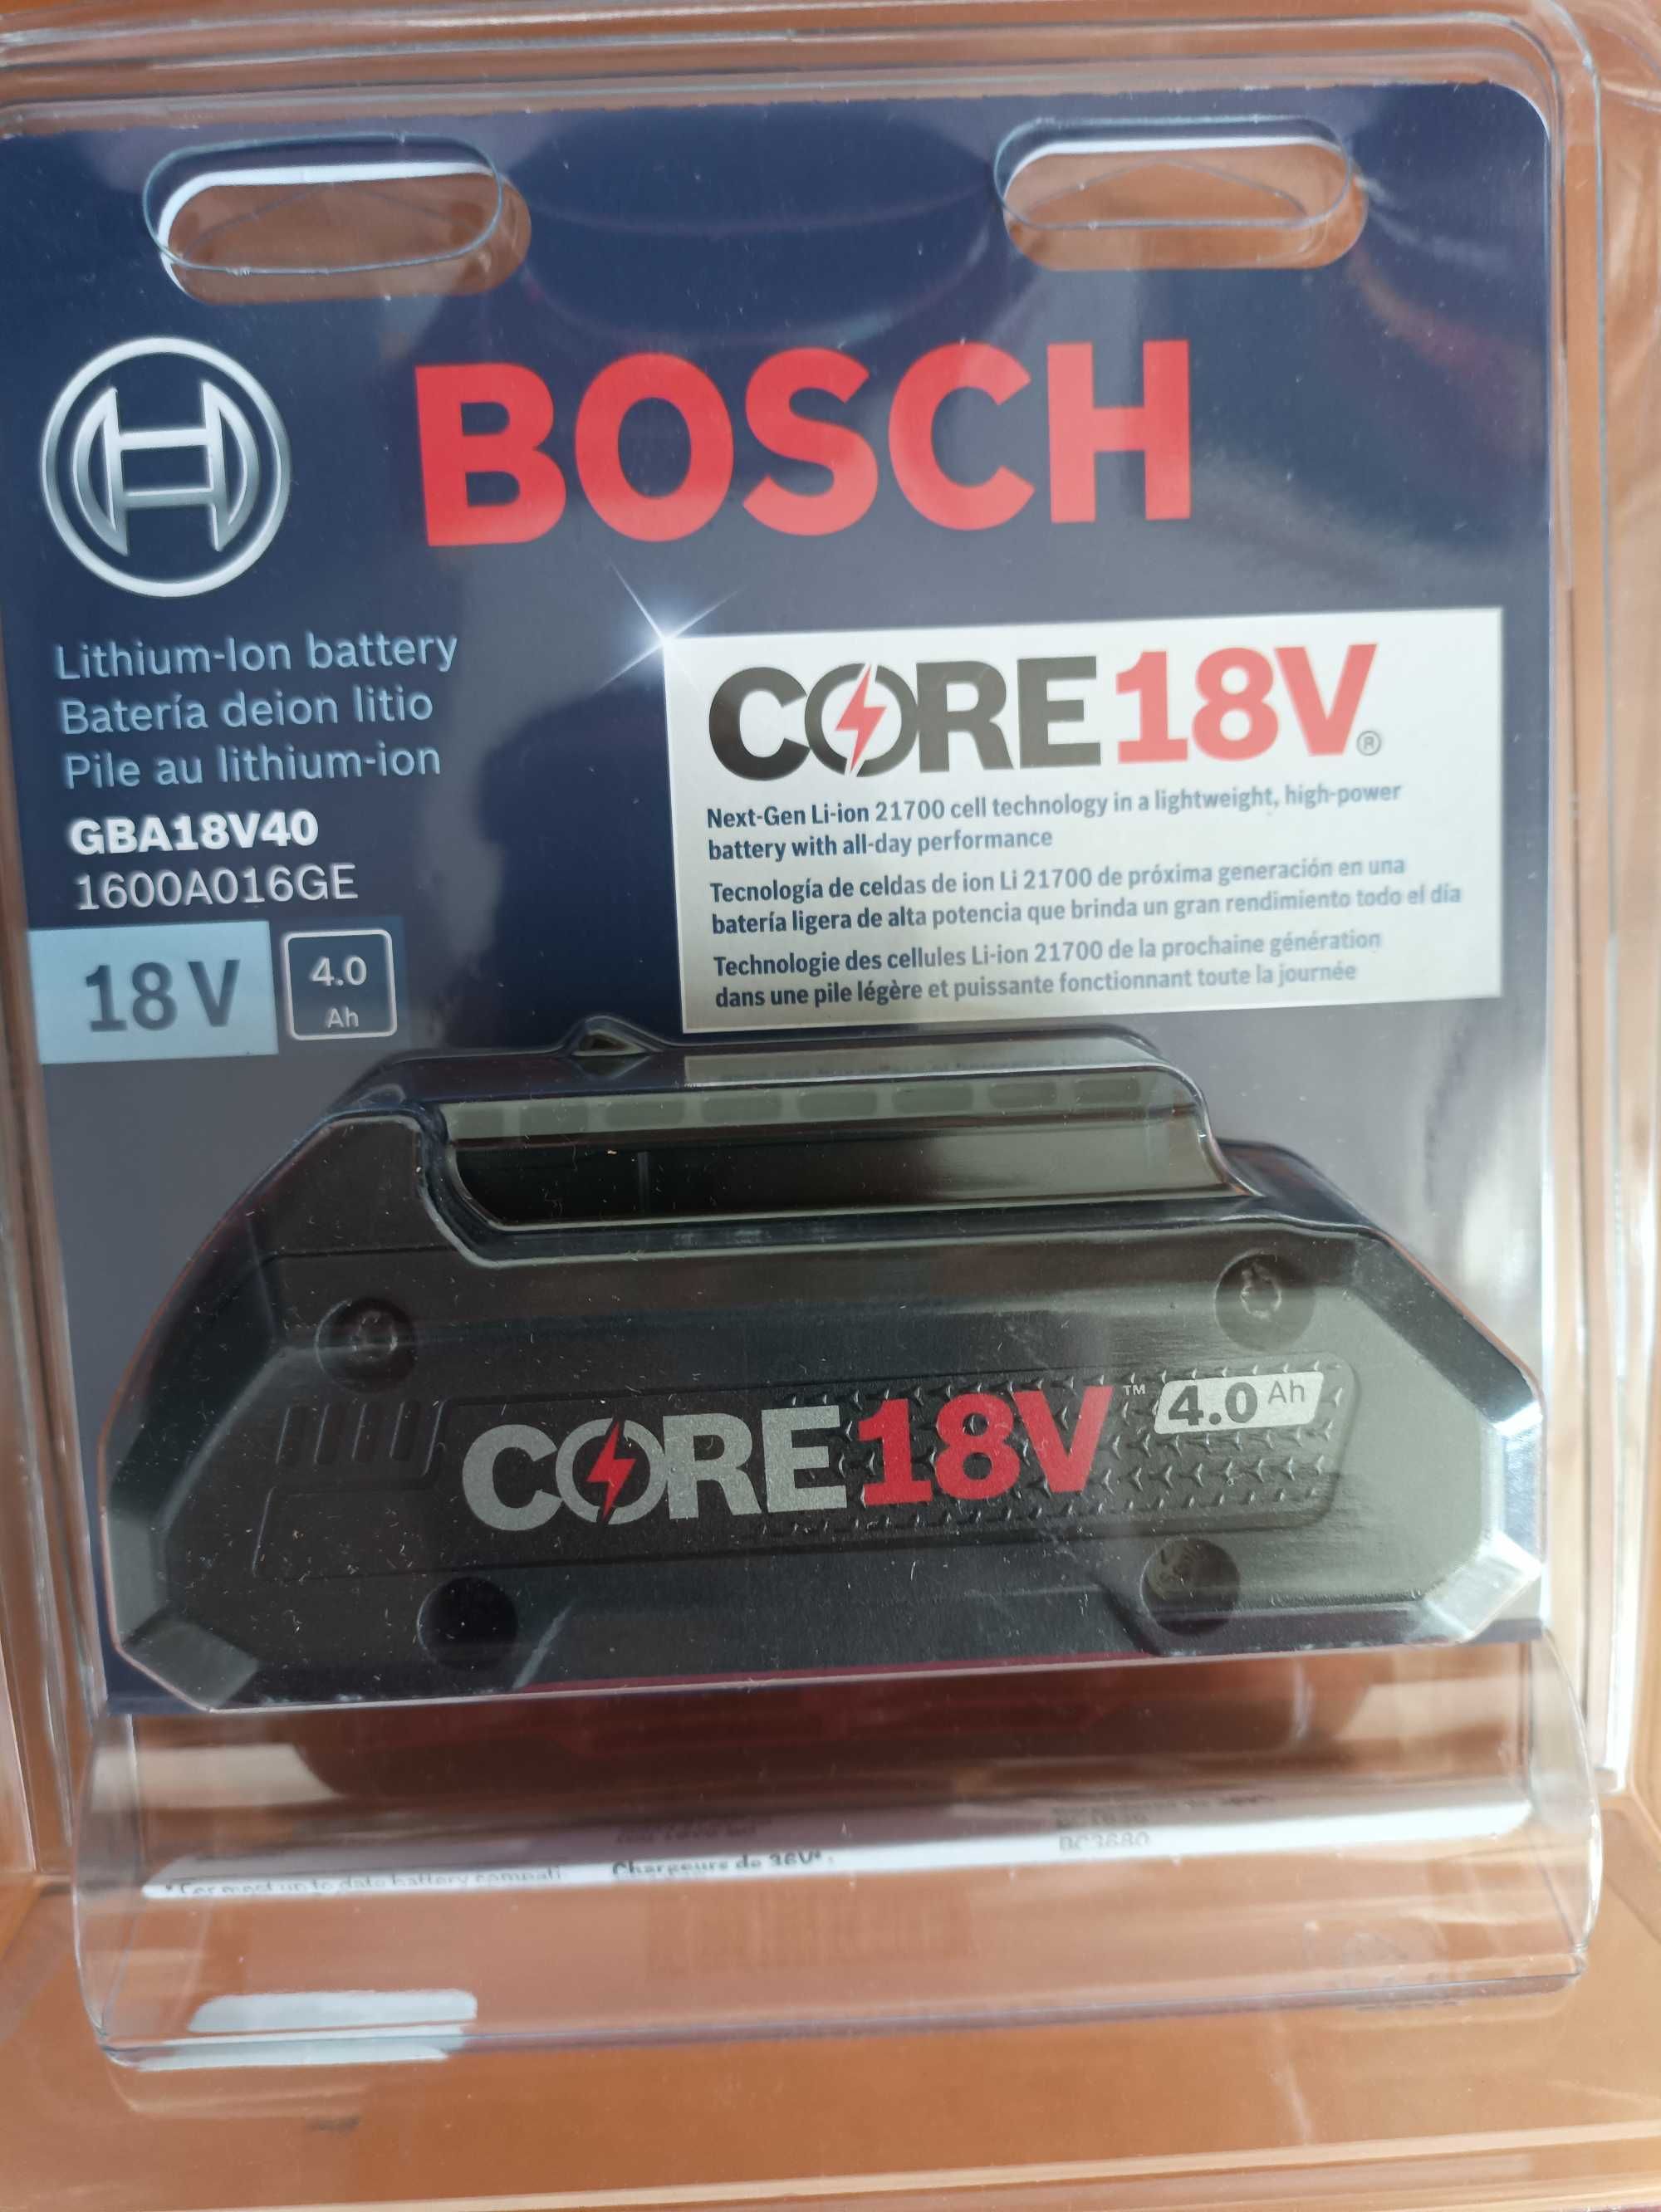 BOSCH
Lithium-Ion battery
Batería deion litio
Pile au lithium-ion
GBA18V40
1600A016GE
18 V
4.0
Ah
CORE18V®
Next-Gen Li-ion 21700 cell technology in a lightweight, high-power
battery with all-day performance
Tecnología de celdas de ion Li 21700 de próxima generación en una
batería ligera de alta potencia que brinda un gran rendimiento todo el día
Technologie des cellules Li-ion 21700 de la prochaine génération
dans une pile légère et puissante fonctionnant toute la journée
CORE18V™ 4.0 Ah
Chargeurs de 36V*.